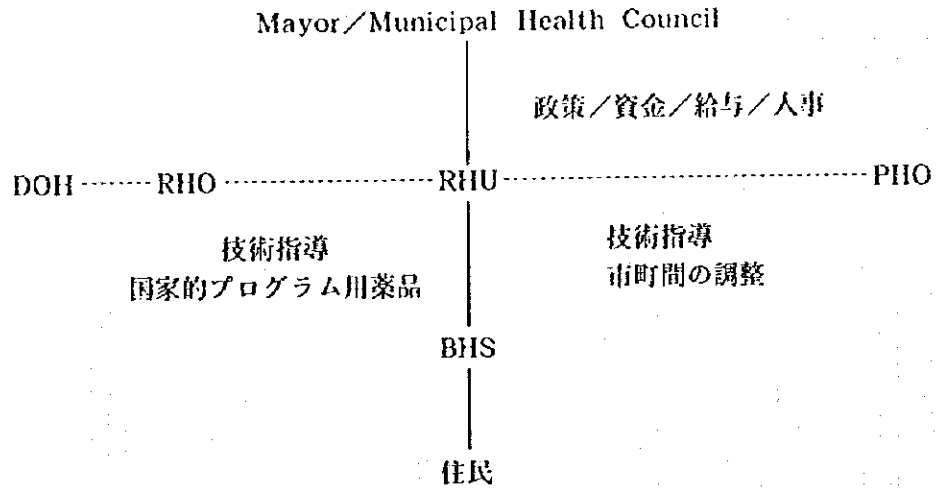 Mayor／Municipal Health Council
政策／資金／給与／人事
DOH RHO RHU PHO
技術指導
国家的プログラム用薬品
技術指導
市町間の調整
BHS
住民